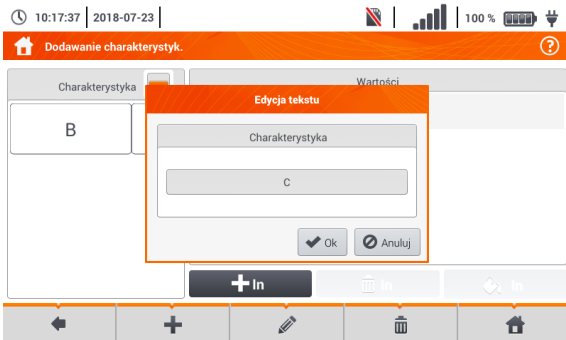 10:17:37 2018-07-23 100 %
Dodawanie charakterystyk. ?
Charakterystyka Wartości
Edycja tekstu
B
Charakterystyka
C
Ok Anuluj
In In In